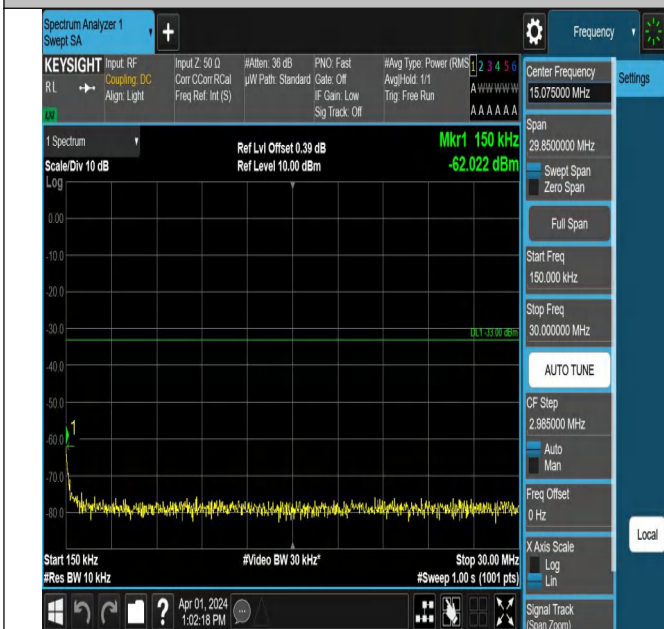 Spectrum Analyzer 1
Swept SA
Frequency
KEYSIGHT
RL
Input: RF
Coupling: DC
Align: Light
Input Z: 50 Ω
Corr CCorr RCal
Freq Ref: Int (S)
#Atten: 36 dB
µW Path: Standard
PNO: Fast
Gate: Off
IF Gain: Low
Sig Track: Off
#Avg Type: Power (RMS
Avg|Hold: 1/1
Trig: Free Run
1 2 3 4 5 6
A W W W W W
A A A A A A
LXI
1 Spectrum
Scale/Div 10 dB
Ref Lvl Offset 0.39 dB
Ref Level 10.00 dBm
Mkr1 150 kHz
-62.022 dBm
Log
0.00
-10.0
-20.0
-30.0
DL1 -33.00 dBm
-40.0
-50.0
1
-60.0
-70.0
-80.0
Start 150 kHz
#Video BW 30 kHz*
Stop 30.00 MHz
#Res BW 10 kHz
#Sweep 1.00 s (1001 pts)
Apr 01, 2024
1:02:18 PM
?
Center Frequency
15.075000 MHz
Settings
Span
29.8500000 MHz
Swept Span
Zero Span
Full Span
Start Freq
150.000 kHz
Stop Freq
30.000000 MHz
AUTO TUNE
CF Step
2.985000 MHz
Auto
Man
Freq Offset
0 Hz
Local
X Axis Scale
Log
Lin
Signal Track
(Span Zoom)